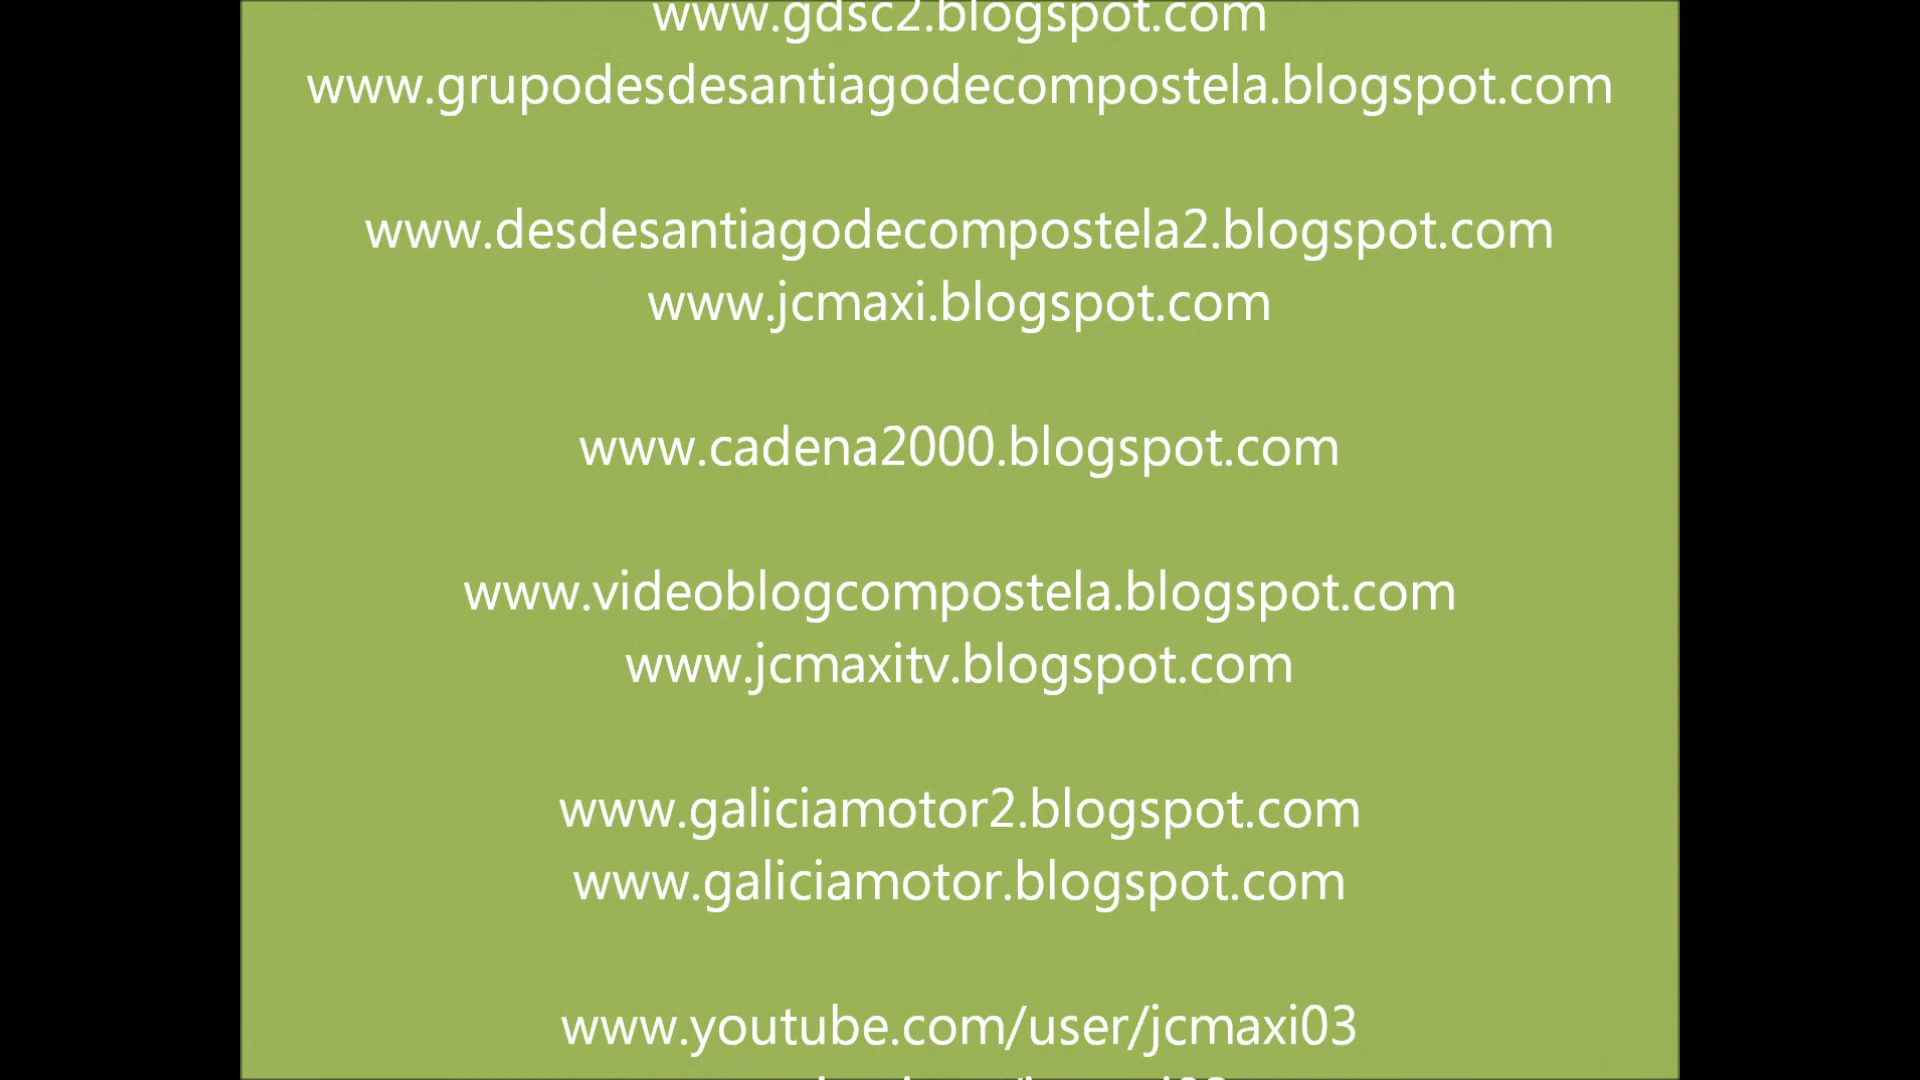 www.gdsc2.blogspot.com
www.grupodesdesantiagodecompostela.blogspot.com
www.desdesantiagodecompostela2.blogspot.com
www.jcmaxi.blogspot.com
www.cadena2000.blogspot.com
www.videoblogcompostela.blogspot.com
www.jcmaxitv.blogspot.com
www.galiciamotor2.blogspot.com
www.galiciamotor.blogspot.com
www.youtube.com/user/jcmaxi03